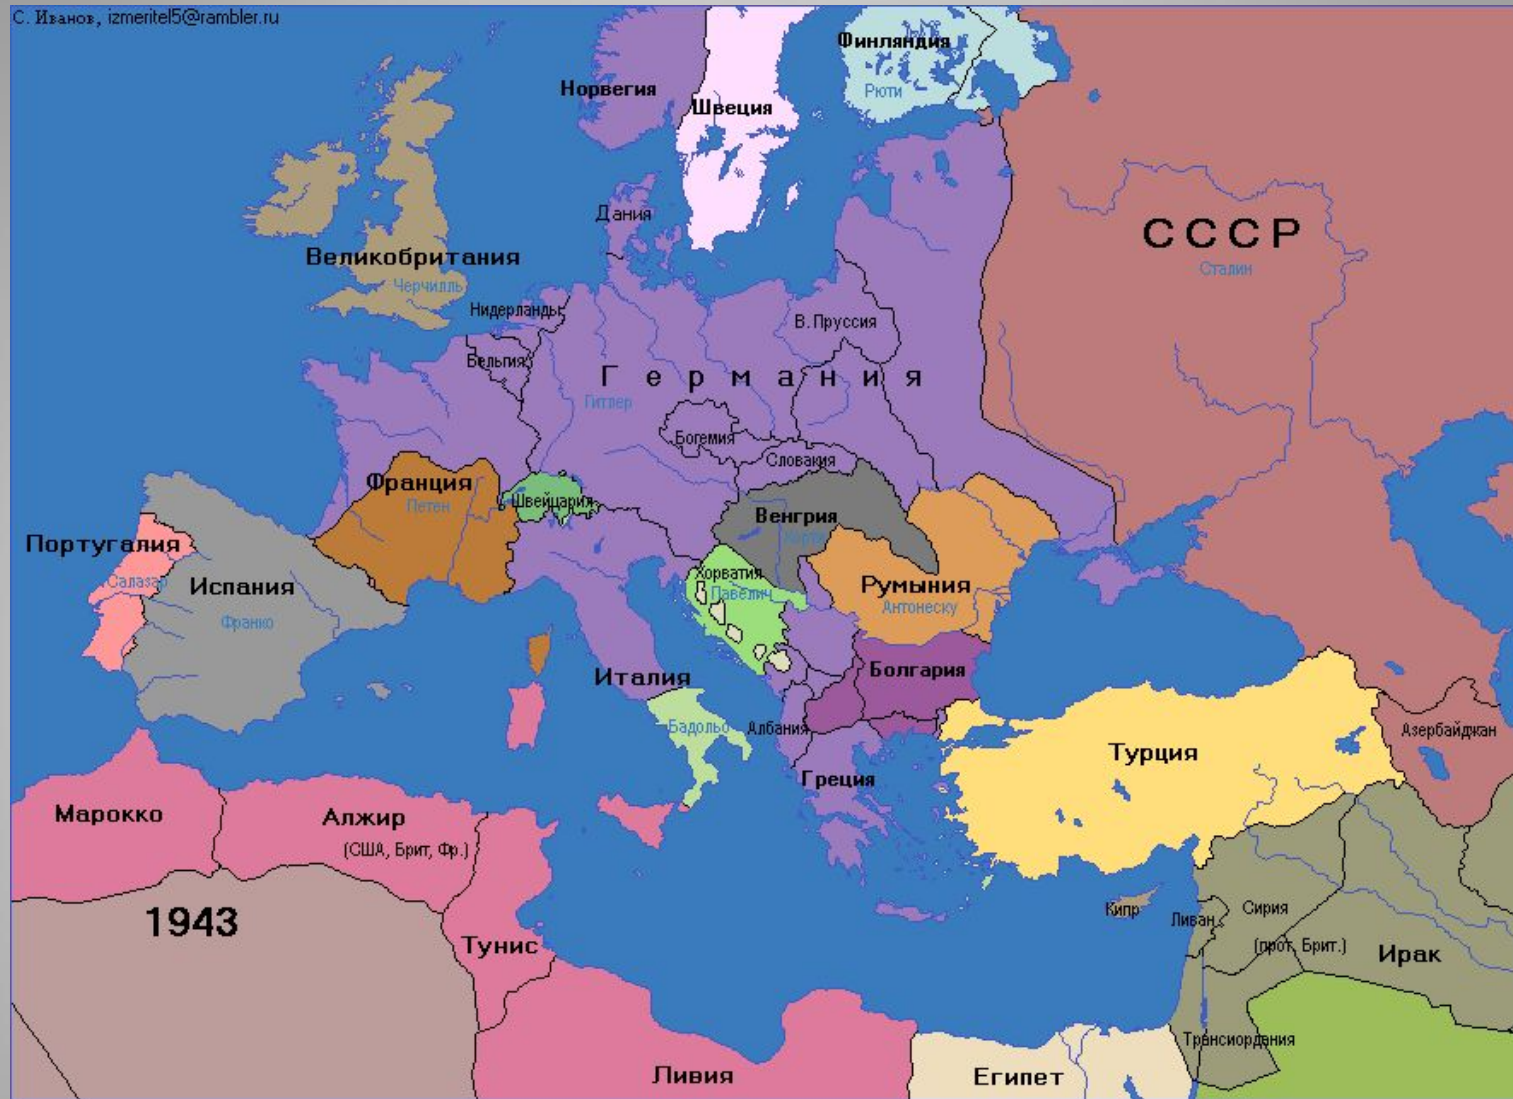 С. Иванов, izmeritel5@rambler.ru
Финляндия
Рюти
Норвегия
Швеция
Дания
СССР
Сталин
Великобритания
Черчилль
Нидерланды
В. Пруссия
Бельгия
Германия
Гитлер
Богемия
Словакия
Франция
Петен
Швейцария
Венгрия
Хорти
Португалия
Салазар
Испания
Франко
Хорватия
Павелич
Румыния
Антонеску
Италия
Бадольо
Болгария
Албания
Греция
Турция
Азербайджан
Марокко
Алжир
(США, Брит, Фр.)
1943
Тунис
Кипр
Ливан
Сирия
(прот, Брит.)
Ирак
Трансиордания
Ливия
Египет